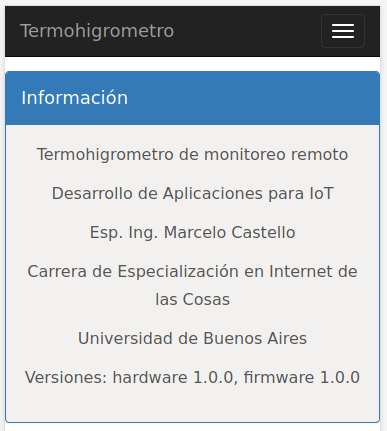 Termohigrometro
Información
Termohigrometro de monitoreo remoto
Desarrollo de Aplicaciones para IoT
Esp. Ing. Marcelo Castello
Carrera de Especialización en Internet de
las Cosas
Universidad de Buenos Aires
Versiones: hardware 1.0.0, firmware 1.0.0